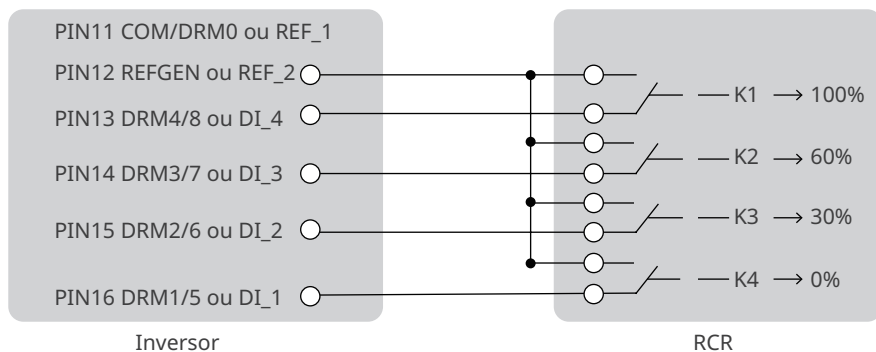 PIN11 COM/DRM0 ou REF_1
PIN12 REFGEN ou REF_2
PIN13 DRM4/8 ou DI_4
PIN14 DRM3/7 ou DI_3
PIN15 DRM2/6 ou DI_2
PIN16 DRM1/5 ou DI_1
Inversor
K1 → 100%
K2 → 60%
K3 → 30%
K4 → 0%
RCR